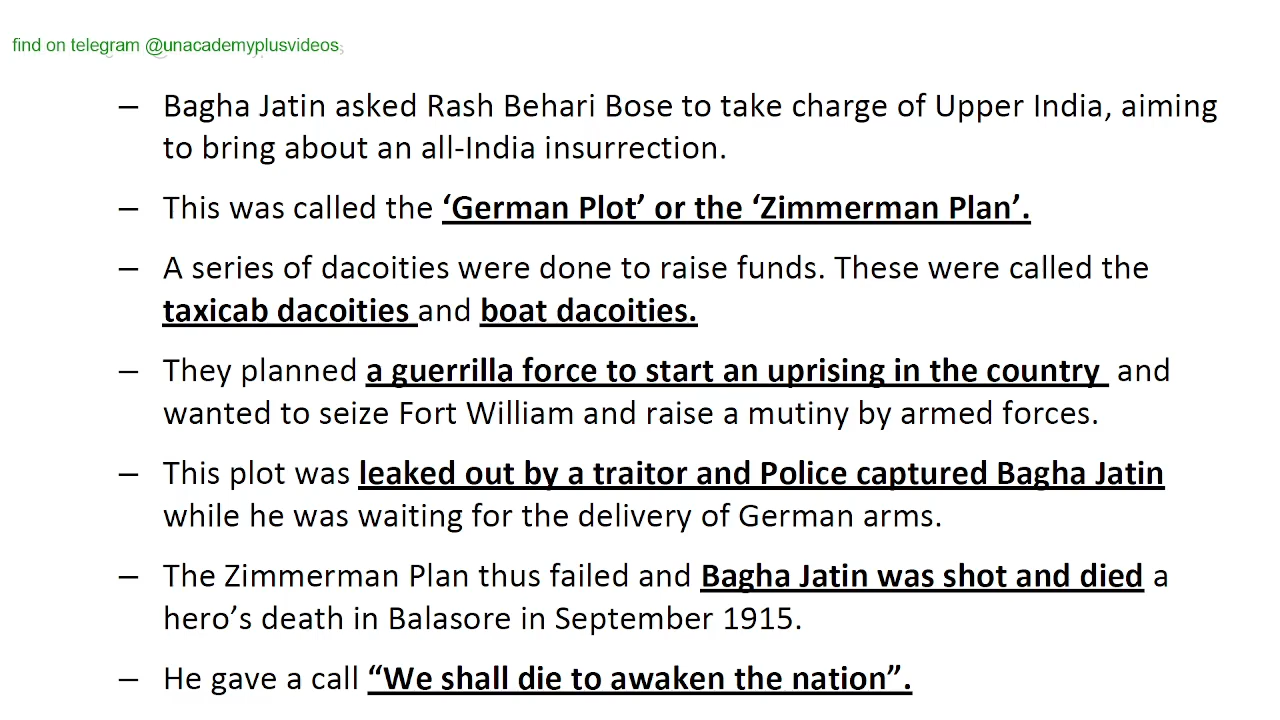 find on telegram @unacademyplusvideos
– Bagha Jatin asked Rash Behari Bose to take charge of Upper India, aiming
to bring about an all-India insurrection.
– This was called the ‘German Plot’ or the ‘Zimmerman Plan’.
– A series of dacoities were done to raise funds. These were called the
taxicab dacoities and boat dacoities.
– They planned a guerrilla force to start an uprising in the country and
wanted to seize Fort William and raise a mutiny by armed forces.
– This plot was leaked out by a traitor and Police captured Bagha Jatin
while he was waiting for the delivery of German arms.
– The Zimmerman Plan thus failed and Bagha Jatin was shot and died a
hero’s death in Balasore in September 1915.
– He gave a call “We shall die to awaken the nation”.